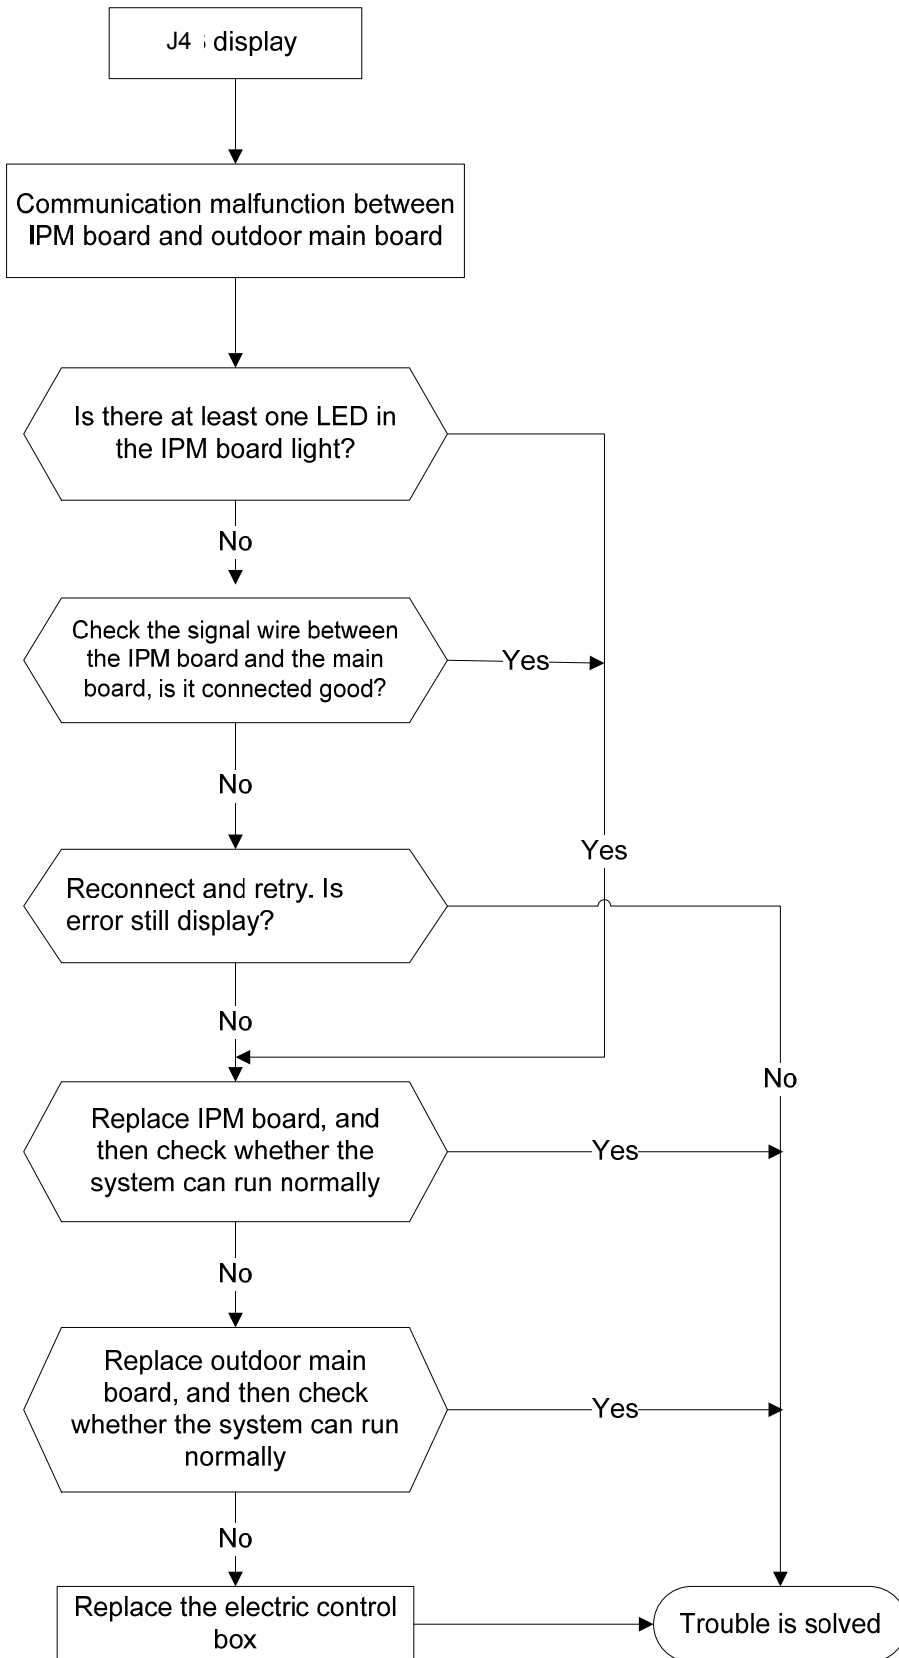 J4 display
Communication malfunction between
IPM board and outdoor main board
Is there at least one LED in
the IPM board light?
No
Check the signal wire between
the IPM board and the main
board, is it connected good?
Yes
No
Yes
Reconnect and retry. Is
error still display?
No
No
Replace IPM board, and
then check whether the
system can run normally
Yes
No
Replace outdoor main
board, and then check
whether the system can run
normally
Yes
No
Replace the electric control
box
Trouble is solved